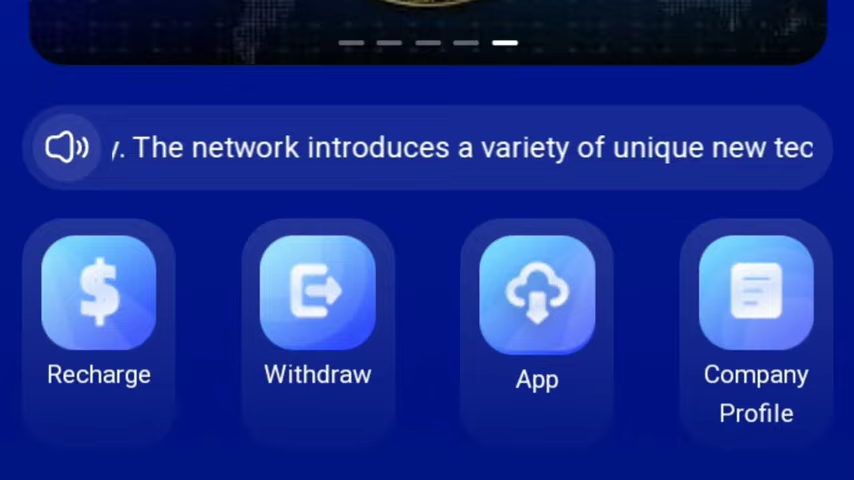 . The network introduces a variety of unique new tec
Recharge
Withdraw
App
Company
Profile